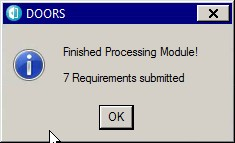 DOORS
Finished Processing Module!
7 Requirements submitted
OK